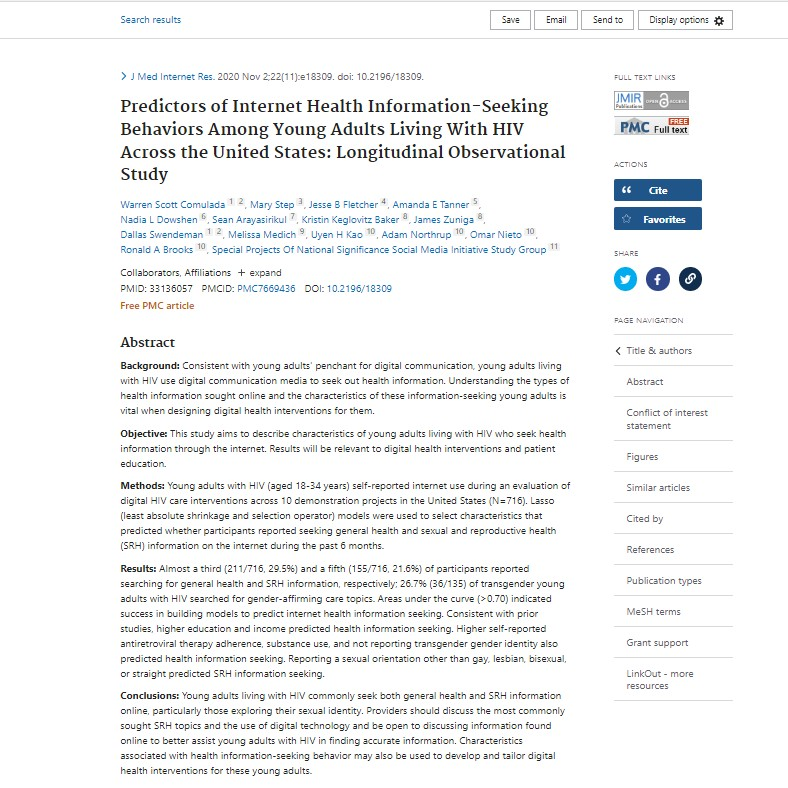 Search results
Save
Email
Send to
Display options
J Med Internet Res. 2020 Nov 2;22(11):e18309. doi: 10.2196/18309.
Predictors of Internet Health Information-Seeking
Behaviors Among Young Adults Living With HIV
Across the United States: Longitudinal Observational
Study
Warren Scott Comulada 1 2, Mary Step 3, Jesse B Fletcher 4, Amanda E Tanner 5,
Nadia L Dowshen 6, Sean Arayasirikul 7, Kristin Keglovitz Baker 8, James Zuniga 8,
Dallas Swendeman 1 2, Melissa Medich 9, Uyen H Kao 10, Adam Northrup 10, Omar Nieto 10,
Ronald A Brooks 10, Special Projects Of National Significance Social Media Initiative Study Group 11
Collaborators, Affiliations + expand
PMID: 33136057 PMCID: PMC7669436 DOI: 10.2196/18309
Free PMC article
Abstract
Background: Consistent with young adults' penchant for digital communication, young adults living
with HIV use digital communication media to seek out health information. Understanding the types of
health information sought online and the characteristics of these information-seeking young adults is
vital when designing digital health interventions for them.
Objective: This study aims to describe characteristics of young adults living with HIV who seek health
information through the internet. Results will be relevant to digital health interventions and patient
education.
Methods: Young adults with HIV (aged 18-34 years) self-reported internet use during an evaluation of
digital HIV care interventions across 10 demonstration projects in the United States (N=716). Lasso
(least absolute shrinkage and selection operator) models were used to select characteristics that
predicted whether participants reported seeking general health and sexual and reproductive health
(SRH) information on the internet during the past 6 months.
Results: Almost a third (211/716, 29.5%) and a fifth (155/716, 21.6%) of participants reported
searching for general health and SRH information, respectively; 26.7% (36/135) of transgender young
adults with HIV searched for gender-affirming care topics. Areas under the curve (>0.70) indicated
success in building models to predict internet health information seeking. Consistent with prior
studies, higher education and income predicted health information seeking. Higher self-reported
antiretroviral therapy adherence, substance use, and not reporting transgender gender identity also
predicted health information seeking. Reporting a sexual orientation other than gay, lesbian, bisexual,
or straight predicted SRH information seeking.
Conclusions: Young adults living with HIV commonly seek both general health and SRH information
online, particularly those exploring their sexual identity. Providers should discuss the most commonly
sought SRH topics and the use of digital technology and be open to discussing information found
online to better assist young adults with HIV in finding accurate information. Characteristics
associated with health information-seeking behavior may also be used to develop and tailor digital
health interventions for these young adults.
FULL TEXT LINKS
JMIR Publications OPEN ACCESS
PMC FREE Full text
ACTIONS
Cite
Favorites
SHARE
PAGE NAVIGATION
Title & authors
Abstract
Conflict of interest
statement
Figures
Similar articles
Cited by
References
Publication types
MeSH terms
Grant support
LinkOut - more
resources